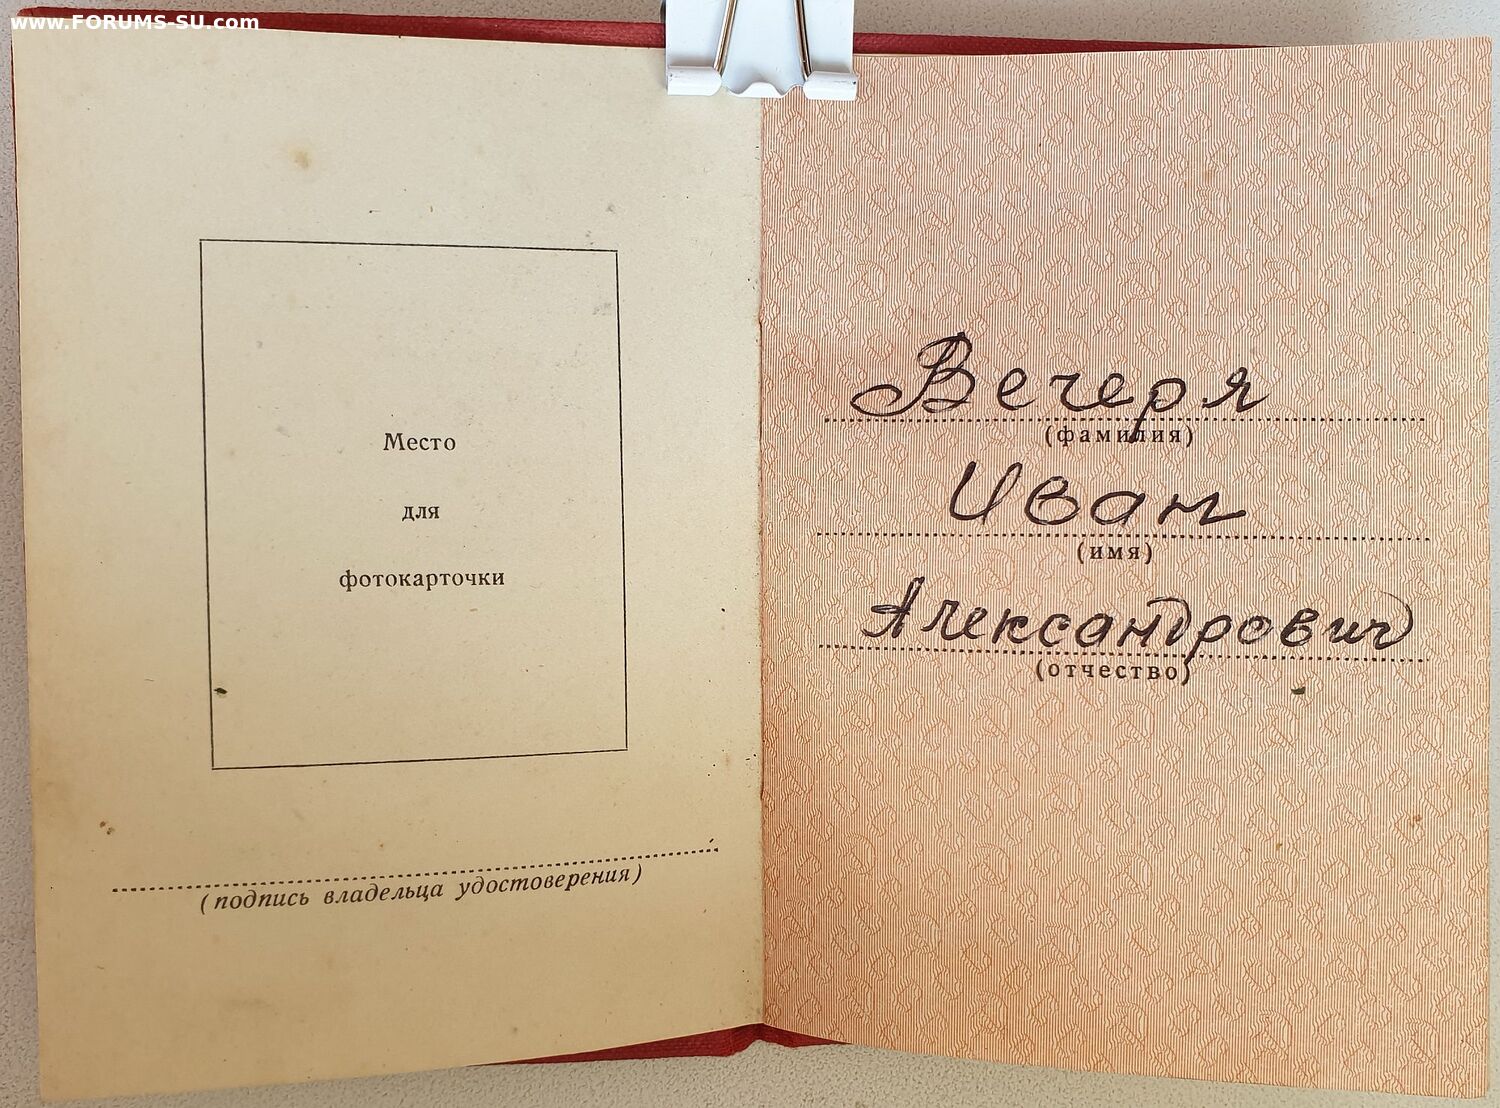 www.FORUMS-SU.com
Место
для
фотокарточки
(подпись владельца удостоверения)
Вечеря
(фамилия)
Иван
(имя)
Александрович
(отчество)